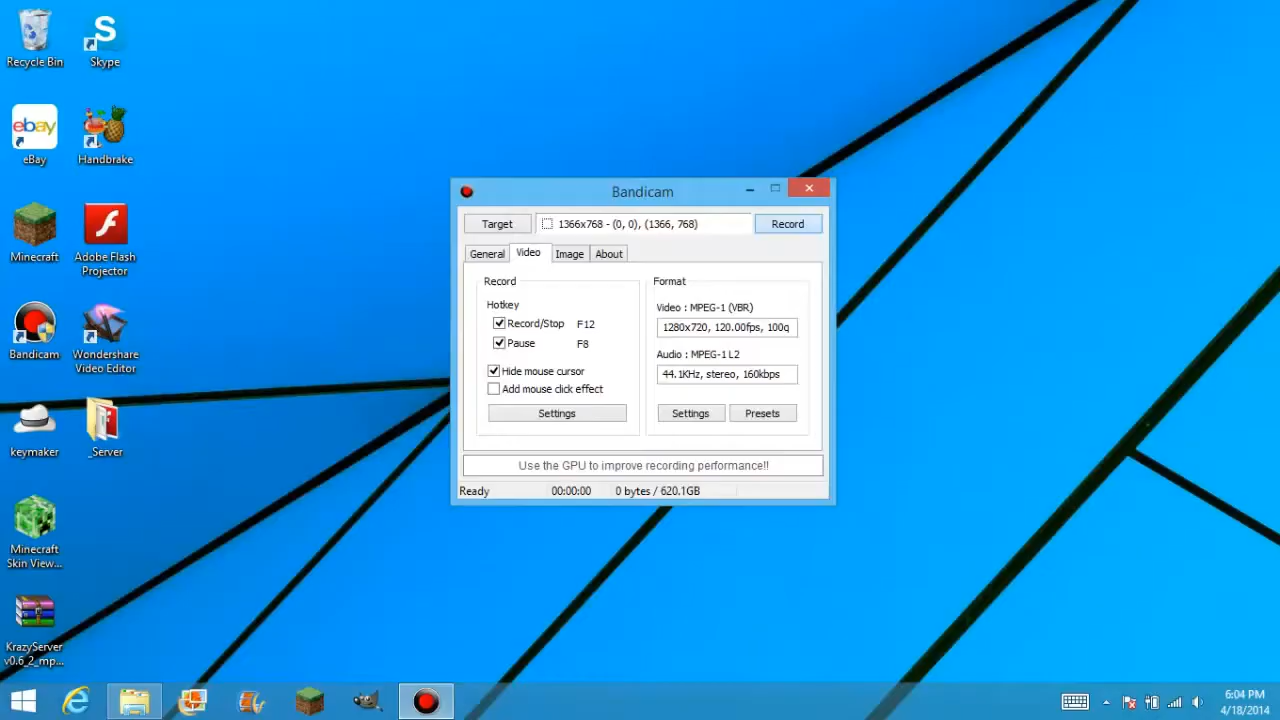 Recycle Bin
S
Skype
ebay
eBay
Handbrake
Minecraft
Adobe Flash
Projector
Bandicam
Wondershare
Video Editor
keymaker
_Server
Minecraft
Skin View...
KrazyServer
v0.6_2_mp...
Bandicam
Target
1366x768 - (0, 0), (1366, 768)
Record
General
Video
Image
About
Record
Hotkey
Record/Stop F12
Pause F8
Hide mouse cursor
Add mouse click effect
Settings
Format
Video : MPEG-1 (VBR)
1280x720, 120.00fps, 100q
Audio : MPEG-1 L2
44.1KHz, stereo, 160kbps
Settings
Presets
Use the GPU to improve recording performance!!
Ready
00:00:00
0 bytes / 620.1GB
6:04 PM
4/18/2014